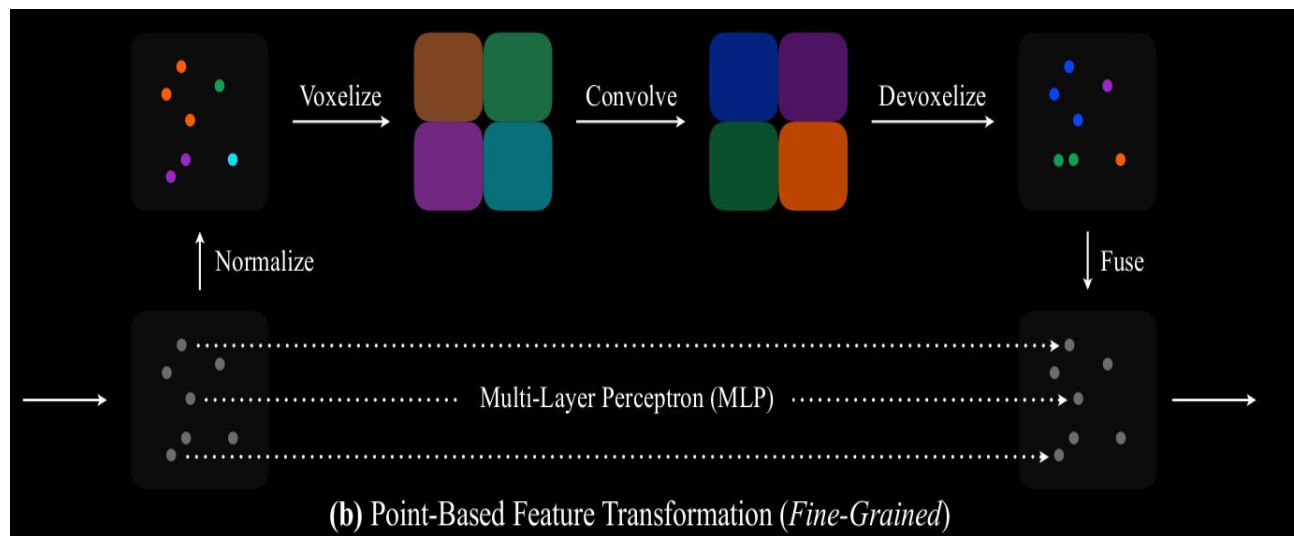 Voxelize
Convolve
Devoxelize
Normalize
Fuse
Multi-Layer Perceptron (MLP)
(b) Point-Based Feature Transformation (Fine-Grained)